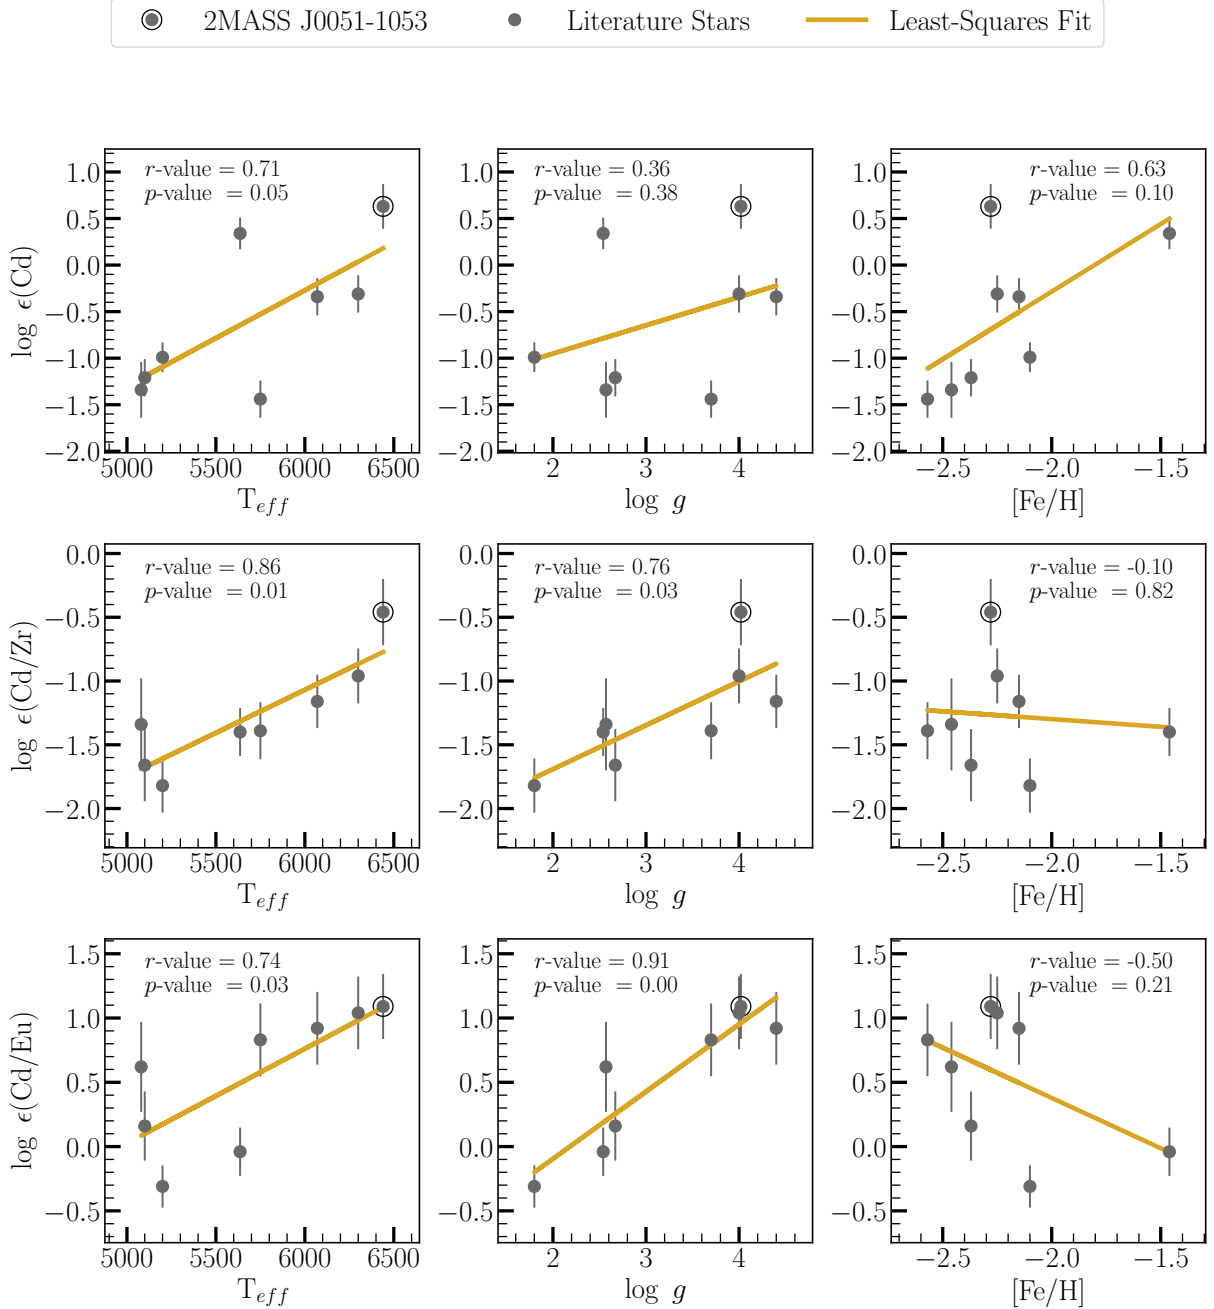 2MASS J0051-1053 Literature Stars Least-Squares Fit
r-value = 0.71
p-value = 0.05
1.0
0.5
0.0
−0.5
−1.0
−1.5
−2.0
log ϵ(Cd)
5000 5500 6000 6500
T_eff
r-value = 0.36
p-value = 0.38
2 3 4
log g
r-value = 0.63
p-value = 0.10
−2.5 −2.0 −1.5
[Fe/H]
r-value = 0.86
p-value = 0.01
0.0
−0.5
−1.0
−1.5
−2.0
log ϵ(Cd/Zr)
5000 5500 6000 6500
T_eff
r-value = 0.76
p-value = 0.03
2 3 4
log g
r-value = -0.10
p-value = 0.82
−2.5 −2.0 −1.5
[Fe/H]
r-value = 0.74
p-value = 0.03
1.5
1.0
0.5
0.0
−0.5
log ϵ(Cd/Eu)
5000 5500 6000 6500
T_eff
r-value = 0.91
p-value = 0.00
2 3 4
log g
r-value = -0.50
p-value = 0.21
−2.5 −2.0 −1.5
[Fe/H]